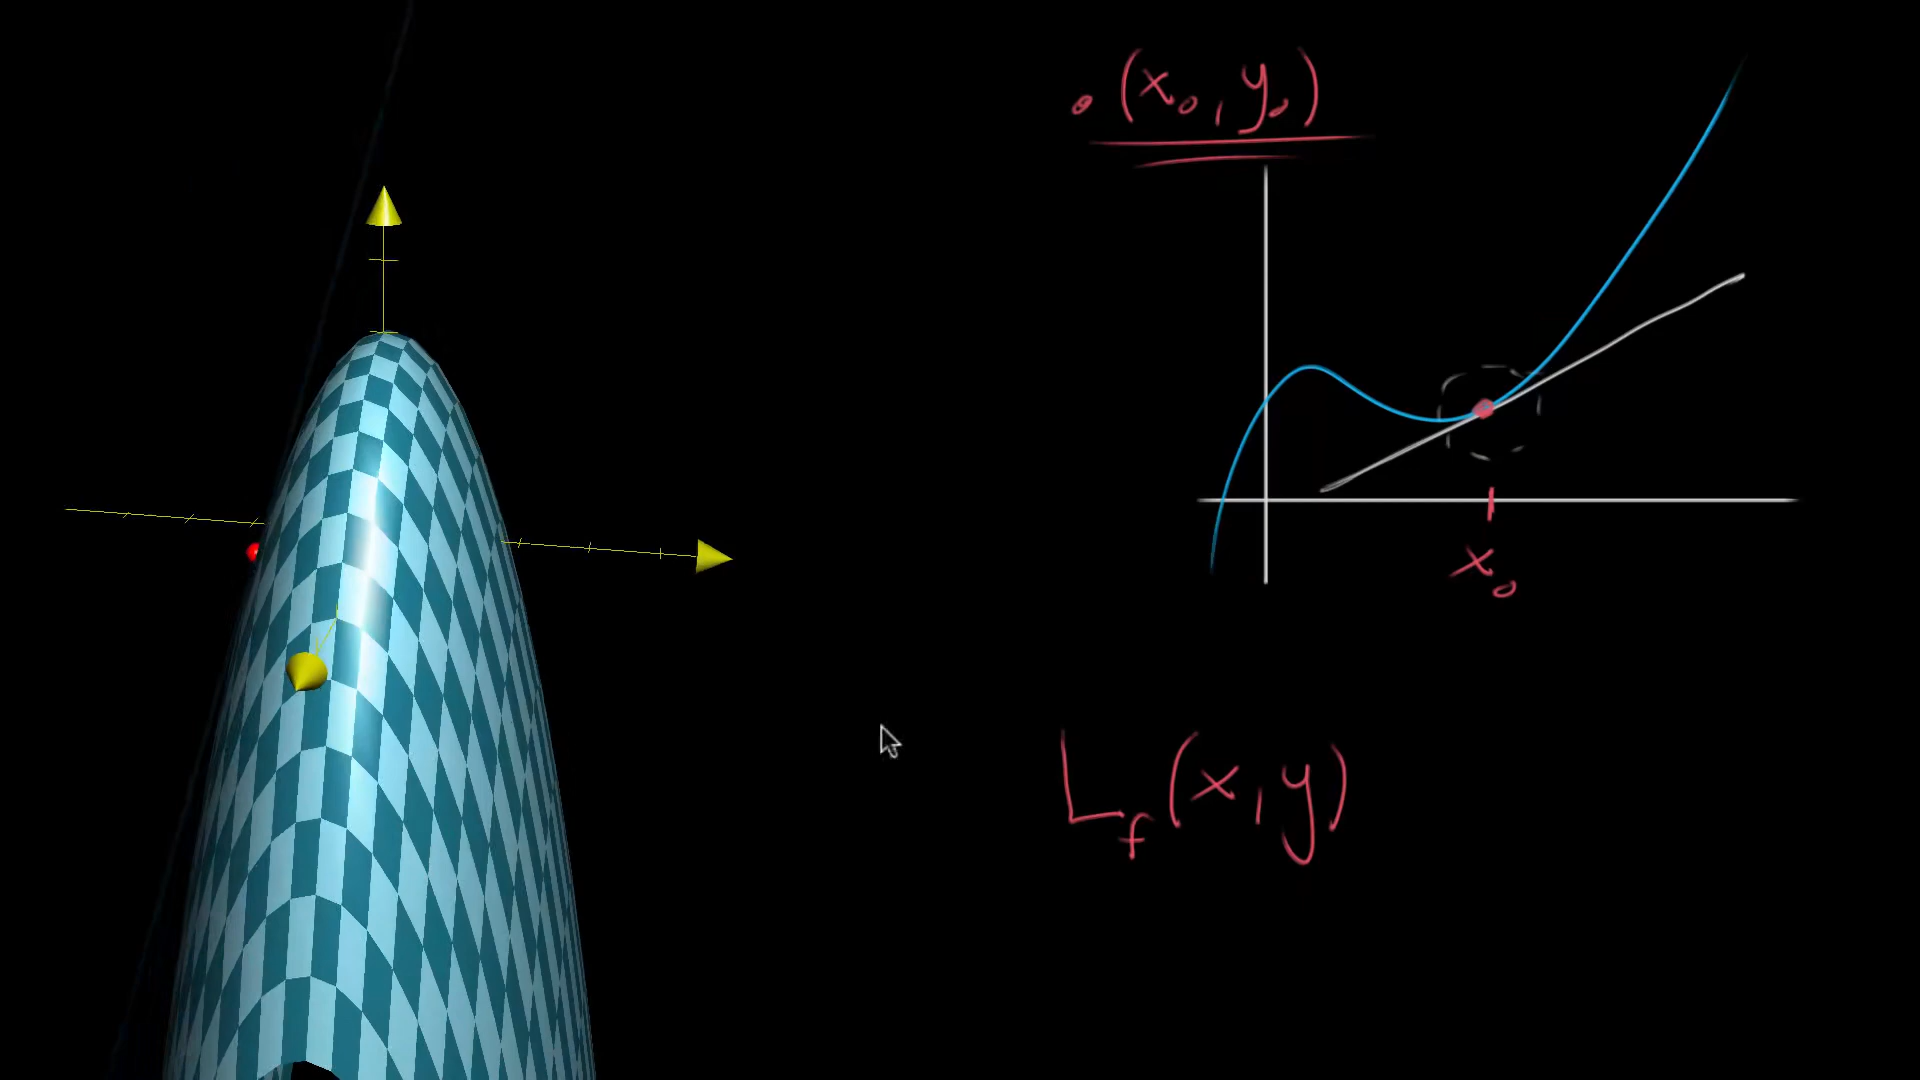 (x₀, y₀)
x₀
L_f(x, y)